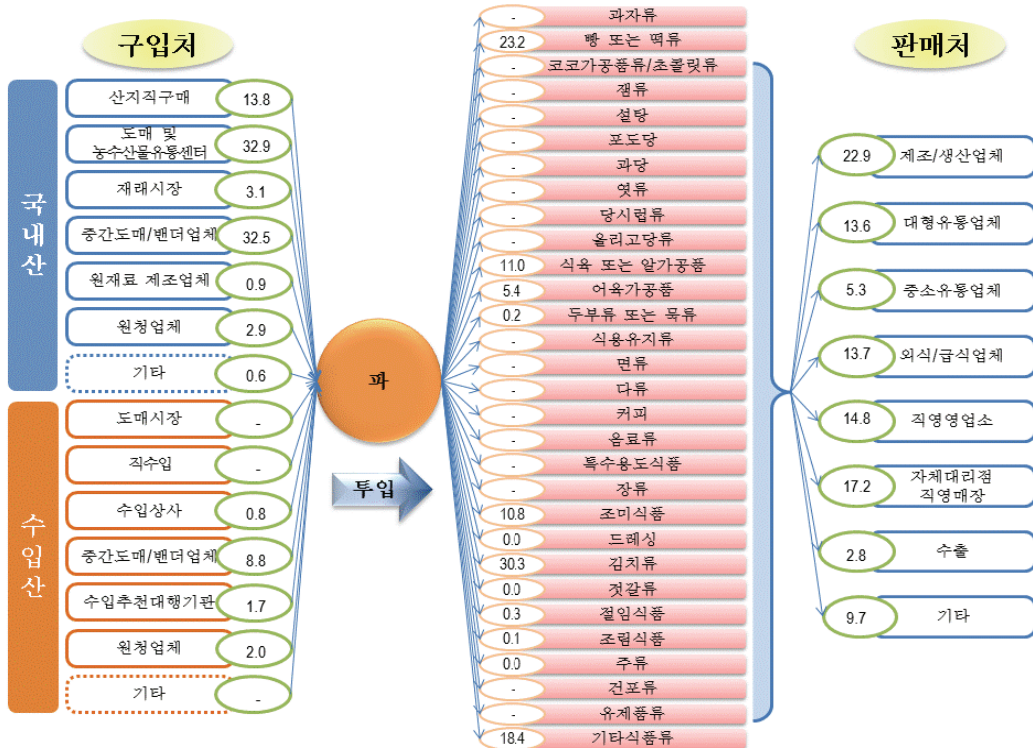 구입처
국내산
산지직구매 13.8
도매 및
농수산물유통센터 32.9
재래시장 3.1
중간도매/밴더업체 32.5
원재료 제조업체 0.9
원청업체 2.9
기타 0.6
수입산
도매시장 -
직수입 -
수입상사 0.8
중간도매/밴더업체 8.8
수입추천대행기관 1.7
원청업체 2.0
기타 -
파
투입
- 과자류
23.2 빵 또는 떡류
- 코코가공품류/초콜릿류
- 잼류
- 설탕
- 포도당
- 과당
- 엿류
- 당시럽류
- 올리고당류
11.0 식육 또는 알가공품
5.4 어육가공품
0.2 두부류 또는 묵류
- 식용유지류
- 면류
- 다류
- 커피
- 음료류
- 특수용도식품
- 장류
10.8 조미식품
0.0 드레싱
30.3 김치류
0.0 젓갈류
0.3 절임식품
0.1 조림식품
0.0 주류
- 건포류
- 유제품류
18.4 기타식품류
판매처
22.9 제조/생산업체
13.6 대형유통업체
5.3 중소유통업체
13.7 외식/급식업체
14.8 직영영업소
17.2 자체대리점
직영매장
2.8 수출
9.7 기타